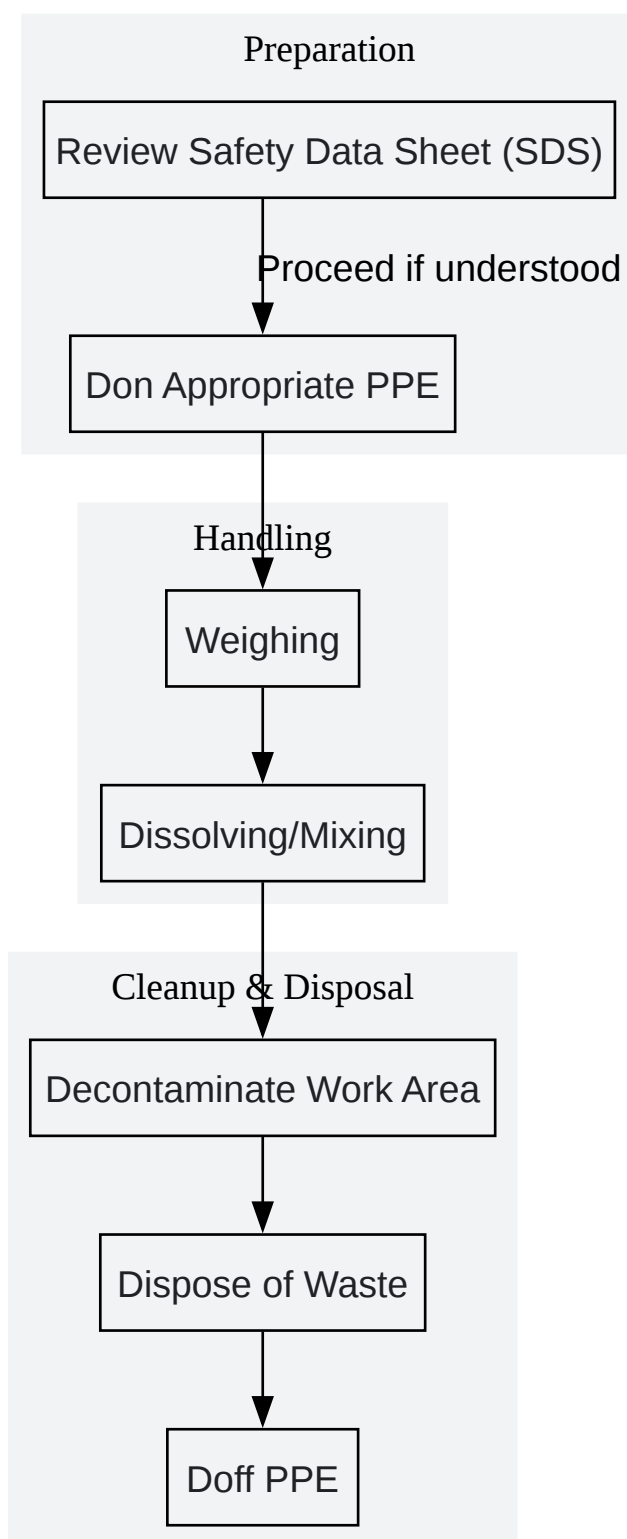 Preparation
Review Safety Data Sheet (SDS)
Proceed if understood
Don Appropriate PPE
Handling
Weighing
Dissolving/Mixing
Cleanup & Disposal
Decontaminate Work Area
Dispose of Waste
Doff PPE